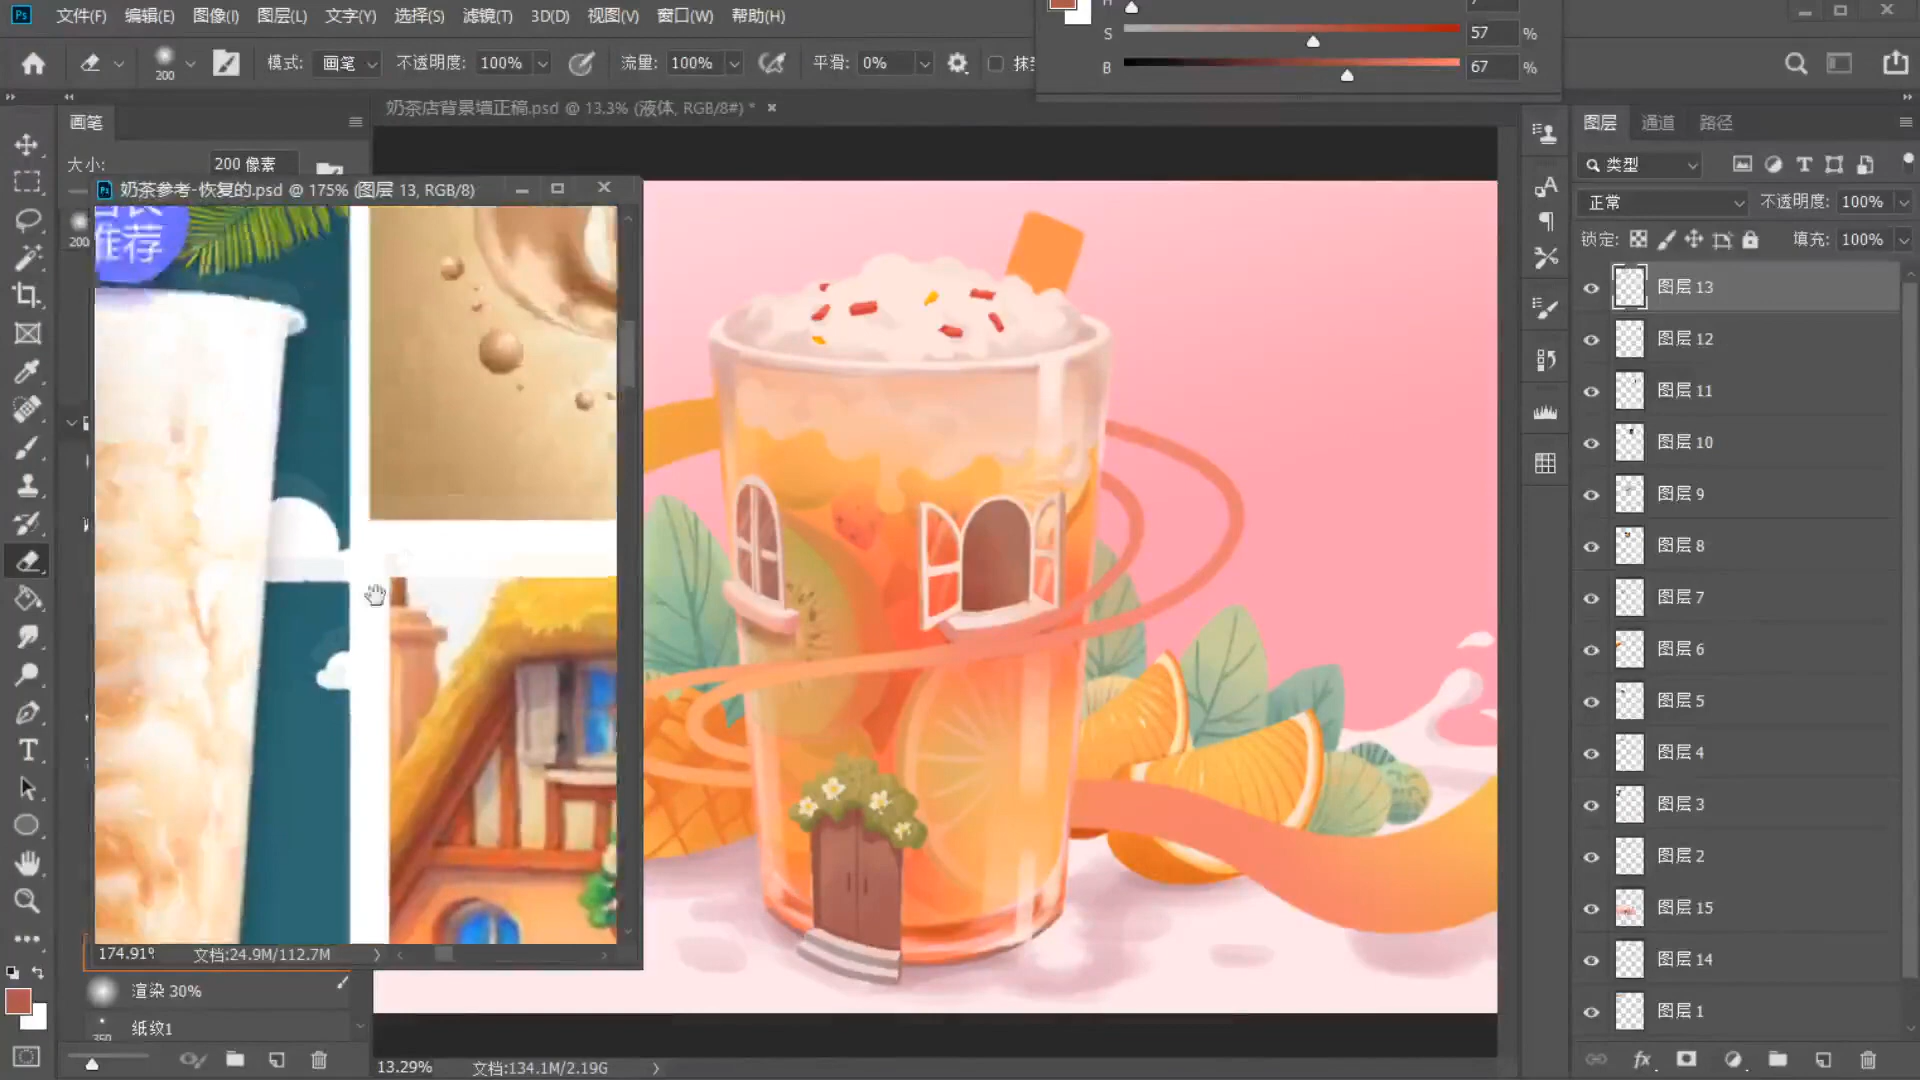 文件(F) 编辑(E) 图像(I) 图层(L) 文字(Y) 选择(S) 滤镜(T) 3D(D) 视图(V) 窗口(W) 帮助(H)
S 57 %
B 67 %
200 模式: 画笔 不透明度: 100% 流量: 100% 平滑: 0%
奶茶店背景墙正稿.psd @ 13.3% (液体, RGB/8#) *
画笔
大小: 200 像素
奶茶参考-恢复的.psd @ 175% (图层 13, RGB/8)
推荐
200
174.91% 文档:24.9M/112.7M
渲染 30%
纸纹1
350
13.29% 文档:134.1M/2.19G
图层 通道 路径
类型
正常 不透明度: 100%
锁定: 填充: 100%
图层 13
图层 12
图层 11
图层 10
图层 9
图层 8
图层 7
图层 6
图层 5
图层 4
图层 3
图层 2
图层 15
图层 14
图层 1